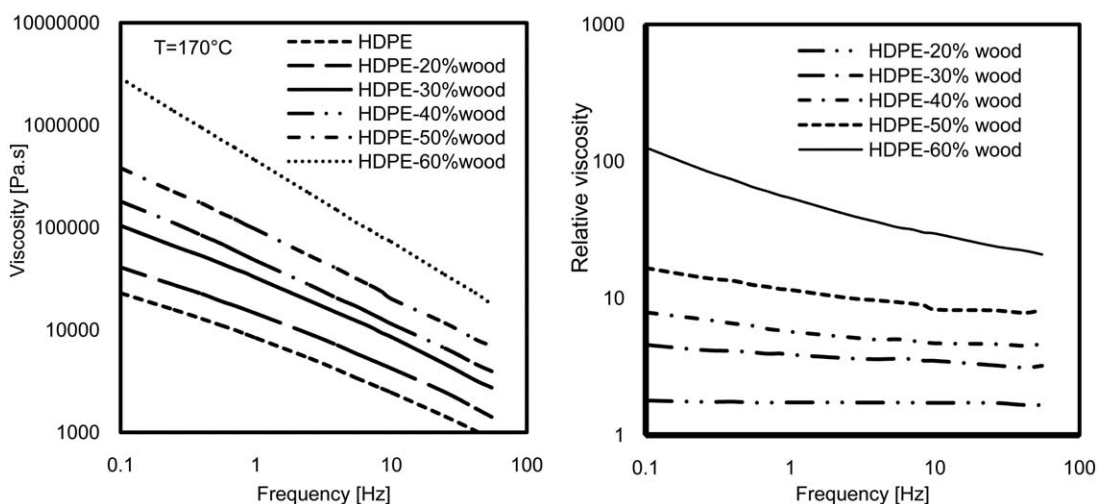 T=170°C
HDPE
HDPE-20%wood
HDPE-30%wood
HDPE-40%wood
HDPE-50%wood
HDPE-60%wood
Viscosity [Pa.s]
10000000
1000000
100000
10000
1000
0.1
1
10
100
Frequency [Hz]
HDPE-20% wood
HDPE-30% wood
HDPE-40% wood
HDPE-50% wood
HDPE-60% wood
Relative viscosity
1000
100
10
1
0.1
1
10
100
Frequency [Hz]